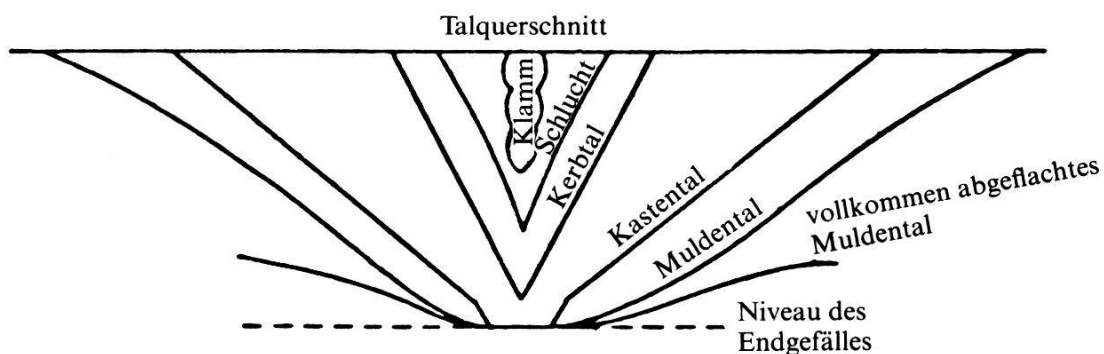 Talquerschnitt
Klamm
Schlucht
Kerbtal
Kastental
Muldental
vollkommen abgeflachtes
Muldental
Niveau des
Endgefälles